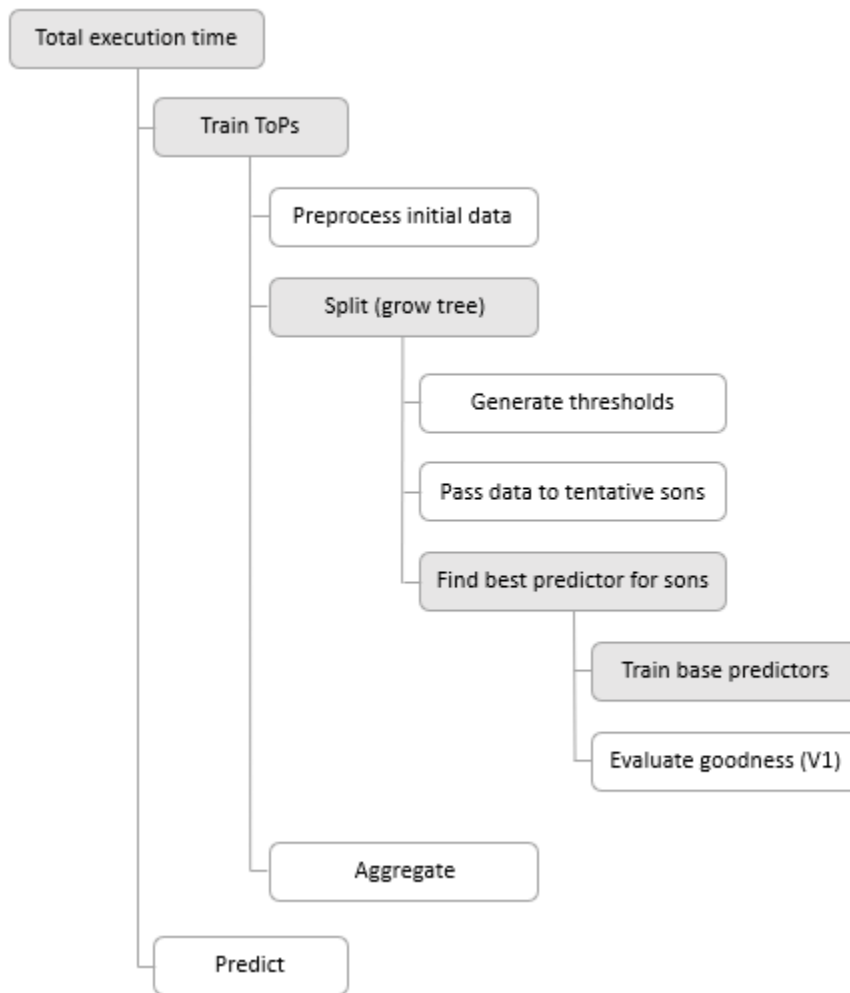 Total execution time
Train ToPs
Preprocess initial data
Split (grow tree)
Generate thresholds
Pass data to tentative sons
Find best predictor for sons
Train base predictors
Evaluate goodness (V1)
Aggregate
Predict